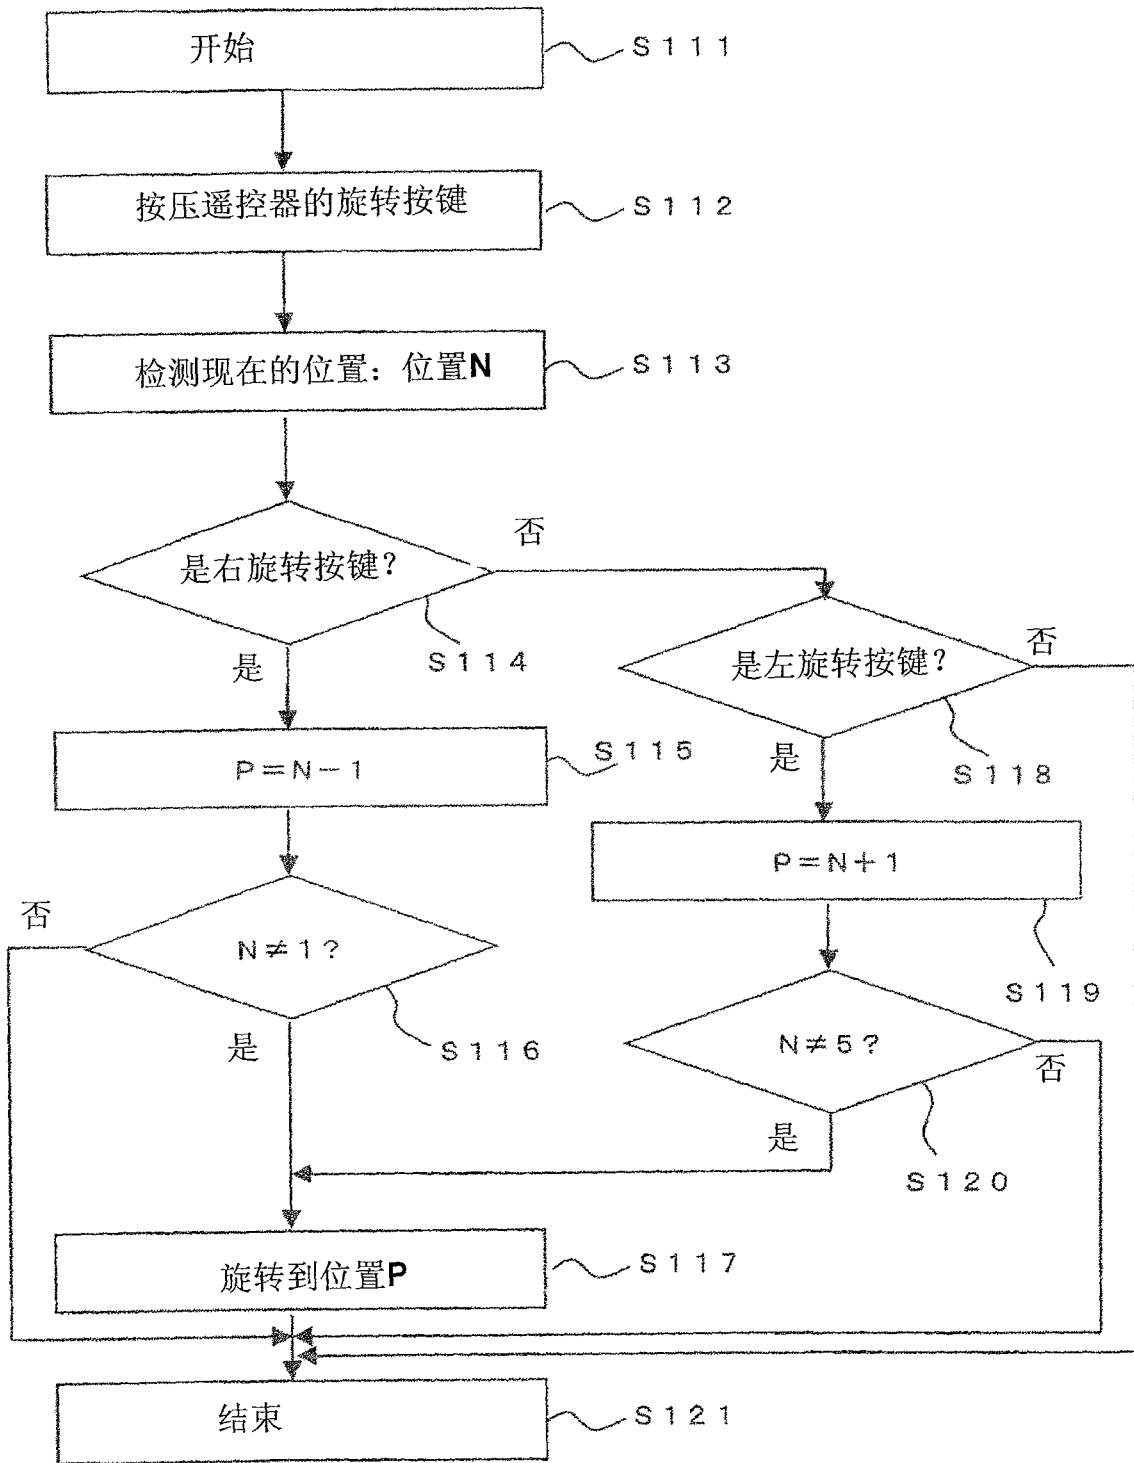 开始
S111
按压遥控器的旋转按键
S112
检测现在的位置：位置N
S113
是右旋转按键？
否
S114
是
是左旋转按键？
否
S118
是
P＝N－1
S115
P＝N＋1
S119
N≠1？
否
S116
是
N≠5？
否
S120
是
旋转到位置P
S117
结束
S121